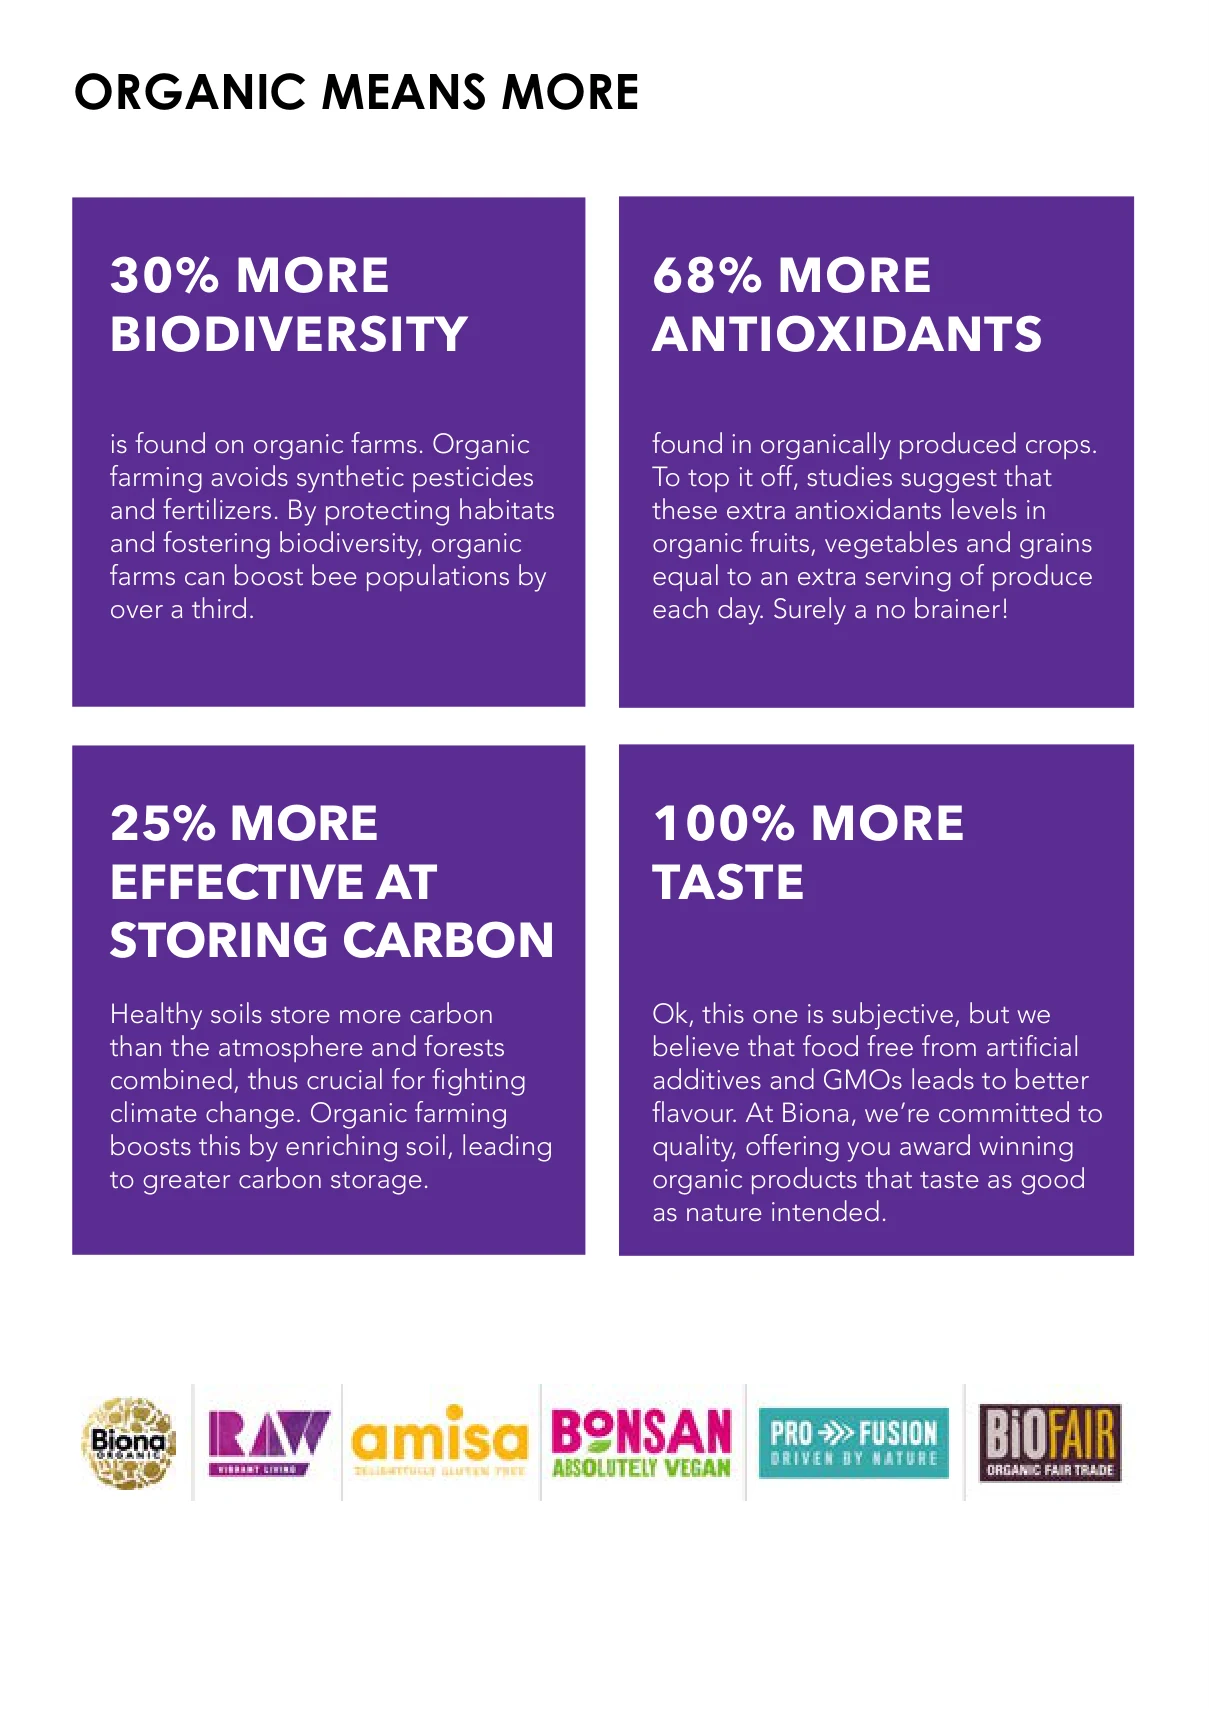 ORGANIC MEANS MORE
30% MORE
BIODIVERSITY
is found on organic farms. Organic
farming avoids synthetic pesticides
and fertilizers. By protecting habitats
and fostering biodiversity, organic
farms can boost bee populations by
over a third.
68% MORE
ANTIOXIDANTS
found in organically produced crops.
To top it off, studies suggest that
these extra antioxidants levels in
organic fruits, vegetables and grains
equal to an extra serving of produce
each day. Surely a no brainer!
25% MORE
EFFECTIVE AT
STORING CARBON
Healthy soils store more carbon
than the atmosphere and forests
combined, thus crucial for fighting
climate change. Organic farming
boosts this by enriching soil, leading
to greater carbon storage.
100% MORE
TASTE
Ok, this one is subjective, but we
believe that food free from artificial
additives and GMOs leads to better
flavour. At Biona, we’re committed to
quality, offering you award winning
organic products that taste as good
as nature intended.
Biona
ORGANIC
RAW
VIBRANT LIVING
amisa
DELIGHTFULLY GLUTEN FREE
BONSAN
ABSOLUTELY VEGAN
PRO FUSION
DRIVEN BY NATURE
BiOFAIR
ORGANIC FAIR TRADE